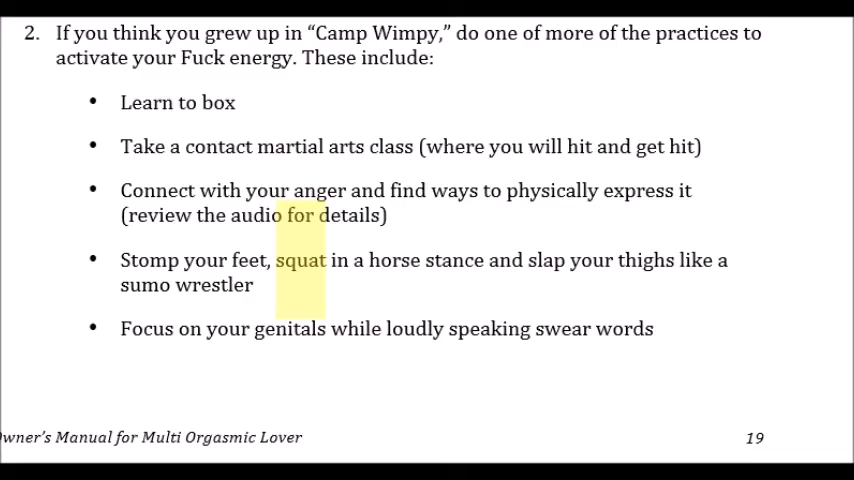 2. If you think you grew up in “Camp Wimpy,” do one of more of the practices to
activate your Fuck energy. These include:
• Learn to box
• Take a contact martial arts class (where you will hit and get hit)
• Connect with your anger and find ways to physically express it
(review the audio for details)
• Stomp your feet, squat in a horse stance and slap your thighs like a
sumo wrestler
• Focus on your genitals while loudly speaking swear words
Owner’s Manual for Multi Orgasmic Lover 19